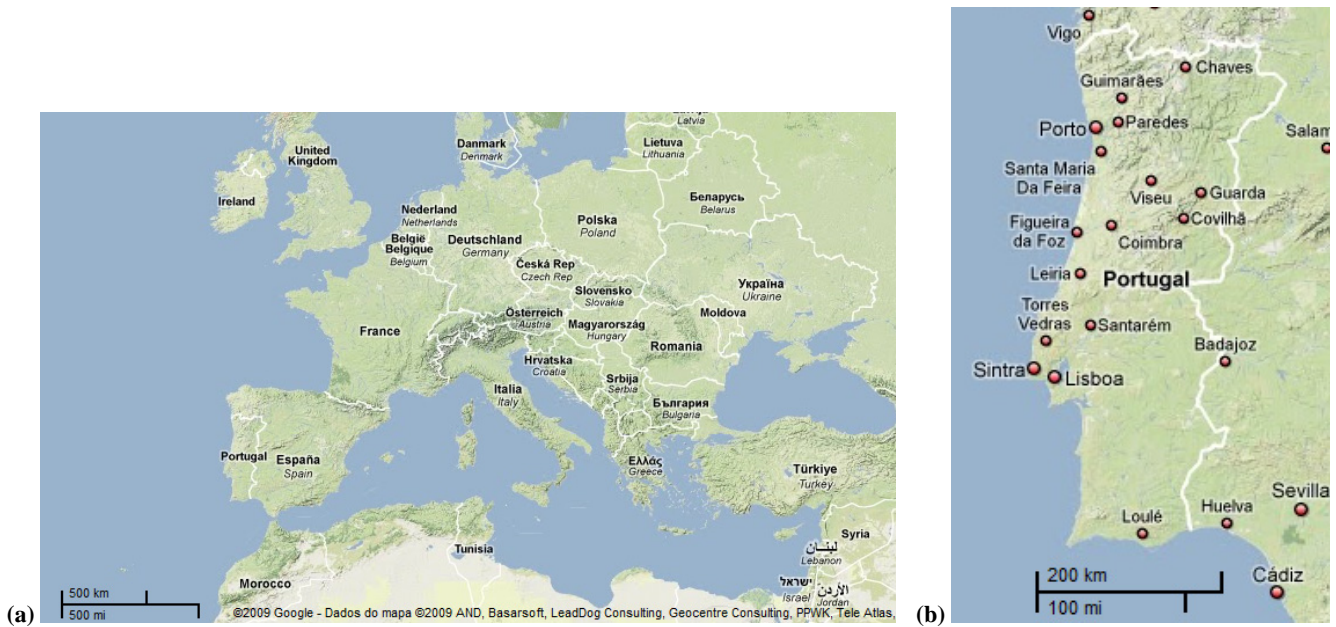 Latvia
Danmark
Denmark
Lietuva
Lithuania
United
Kingdom
Ireland
Беларусь
Belarus
Nederland
Netherlands
Polska
Poland
België
Belgique
Belgium
Deutschland
Germany
Česká Rep
Czech Rep
Україна
Ukraine
Slovensko
Slovakia
Österreich
Austria
Moldova
France
Magyarország
Hungary
Romania
Hrvatska
Croatia
Italia
Italy
Srbija
Serbia
България
Bulgaria
Portugal
España
Spain
Ελλάς
Greece
Türkiye
Turkey
Syria
Tunisia
لبنان
Lebanon
Morocco
ישראל
Israel
الأردن
Jordan
500 km
500 mi
©2009 Google - Dados do mapa ©2009 AND, Basarsoft, LeadDog Consulting, Geocentre Consulting, PPWK, Tele Atlas,
(a)
Vigo
Chaves
Guimarães
Porto
Paredes
Salam
Santa Maria
Da Feira
Viseu
Guarda
Figueira
da Foz
Covilhã
Coimbra
Leiria
Portugal
Torres
Vedras
Santarém
Badajoz
Sintra
Lisboa
Sevilla
Huelva
Loulé
200 km
100 mi
Cádiz
(b)